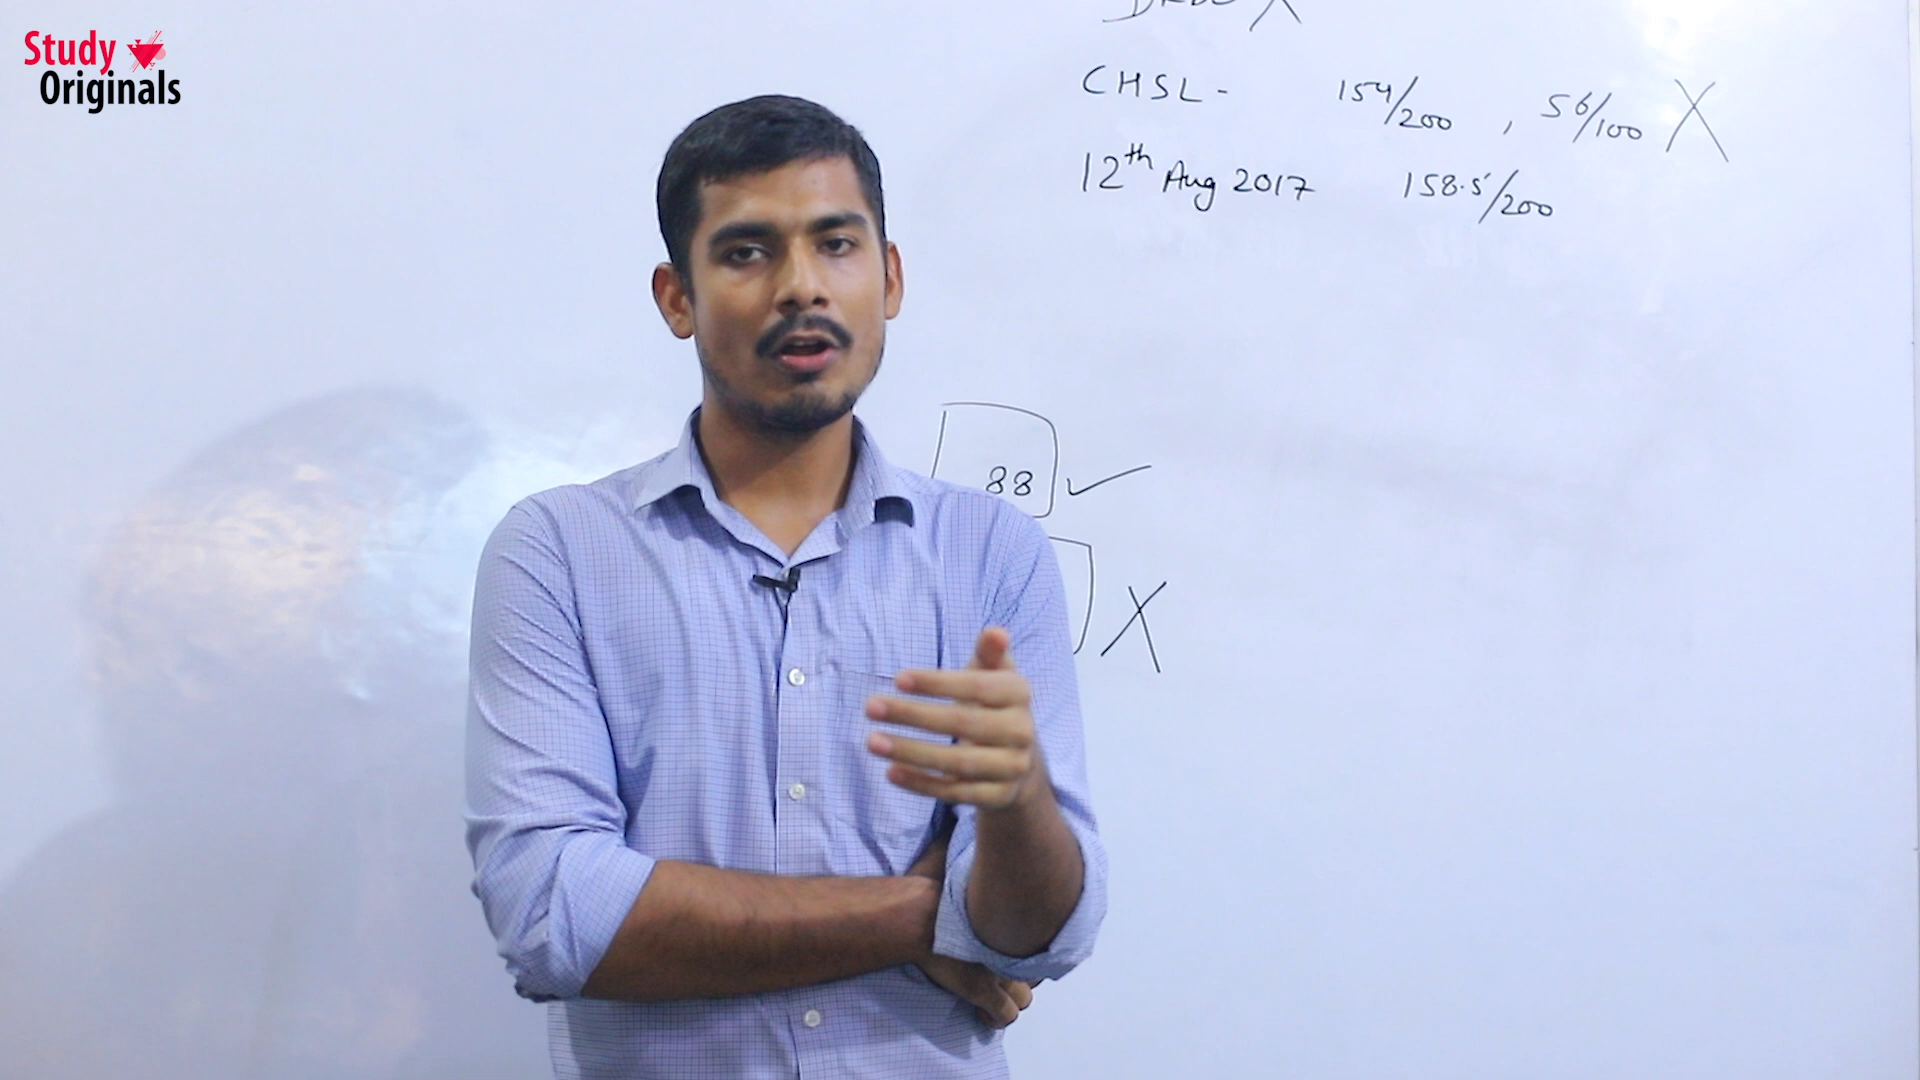 Study
Originals
CHSL - 154/200 , 56/100 X
12th Aug 2017 158.5/200
88 ✓
X